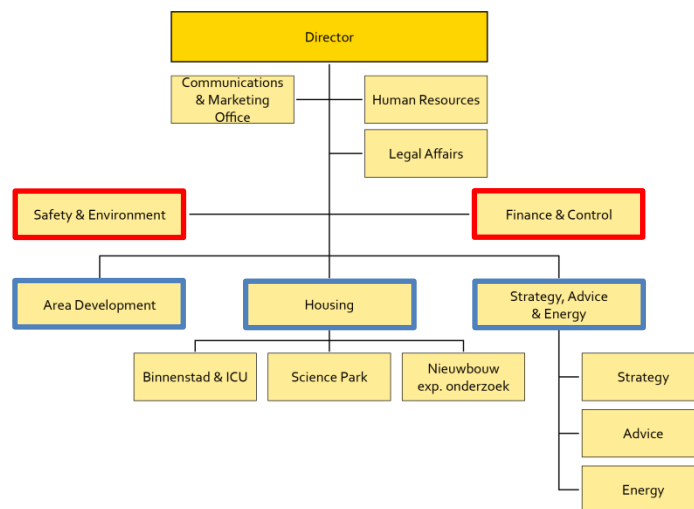 Director
Communications
& Marketing
Office
Human Resources
Legal Affairs
Safety & Environment
Finance & Control
Area Development
Housing
Strategy, Advice
& Energy
Binnenstad & ICU
Science Park
Nieuwbouw
exp. onderzoek
Strategy
Advice
Energy